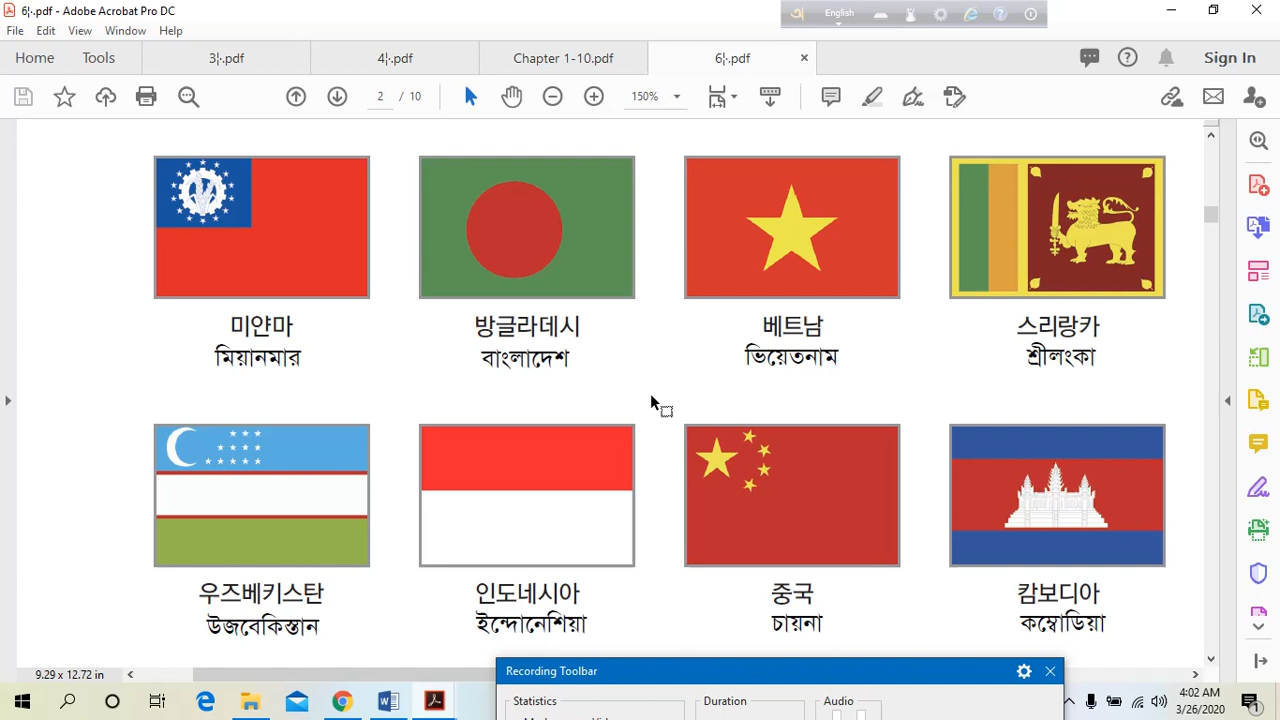 6¦·.pdf - Adobe Acrobat Pro DC
English
File Edit View Window Help
Home Tools 3¦·.pdf 4¦·.pdf Chapter 1-10.pdf 6¦·.pdf × Sign In
2 / 10 150%
미얀마 방글라데시 베트남 스리랑카
মিয়ানমার বাংলাদেশ ভিয়েতনাম শ্রীলংকা
우즈베키스탄 인도네시아 중국 캄보디아
উজবেকিস্তান ইন্দোনেশিয়া চায়না কম্বোডিয়া
9.29 x 12.72 in
Recording Toolbar
Statistics Duration Audio
4:02 AM
3/26/2020